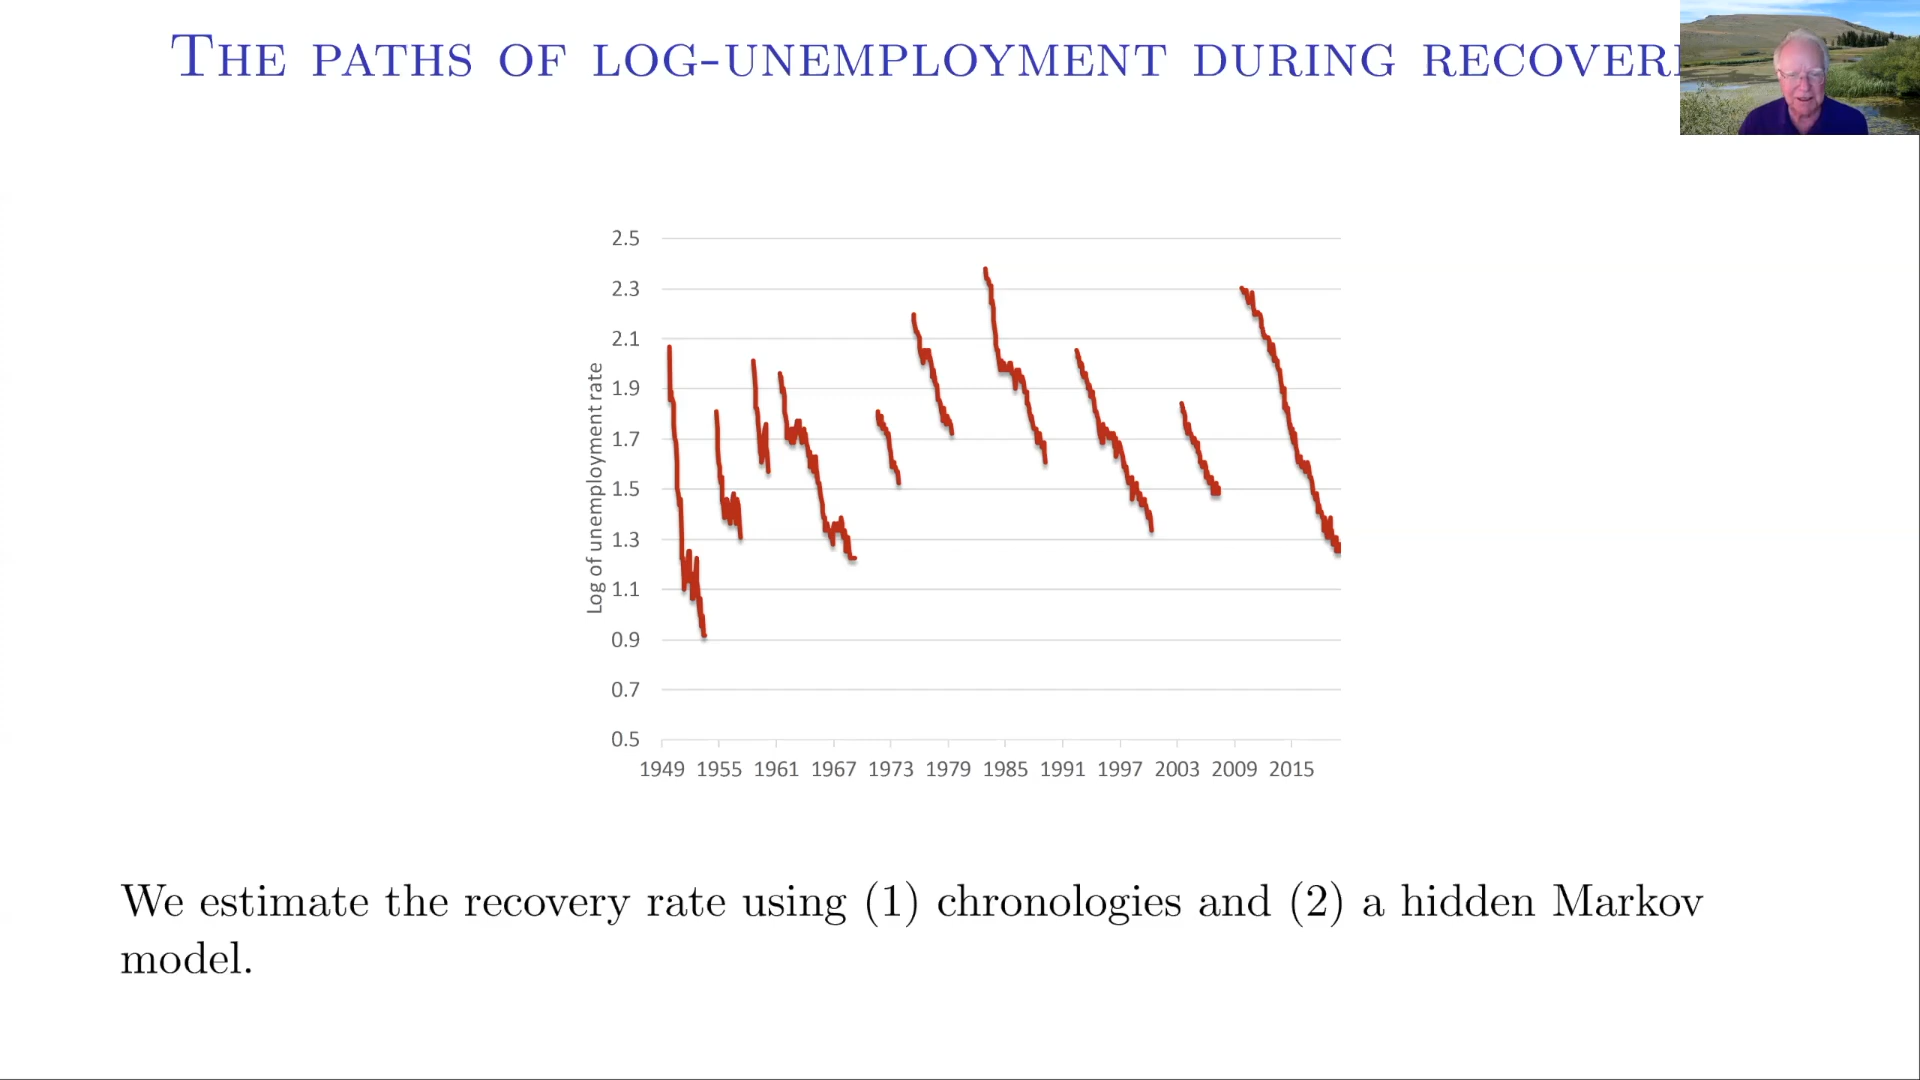 THE PATHS OF LOG-UNEMPLOYMENT DURING RECOVERI
2.5
2.3
2.1
1.9
1.7
1.5
1.3
1.1
0.9
0.7
0.5
Log of unemployment rate
1949 1955 1961 1967 1973 1979 1985 1991 1997 2003 2009 2015
We estimate the recovery rate using (1) chronologies and (2) a hidden Markov
model.